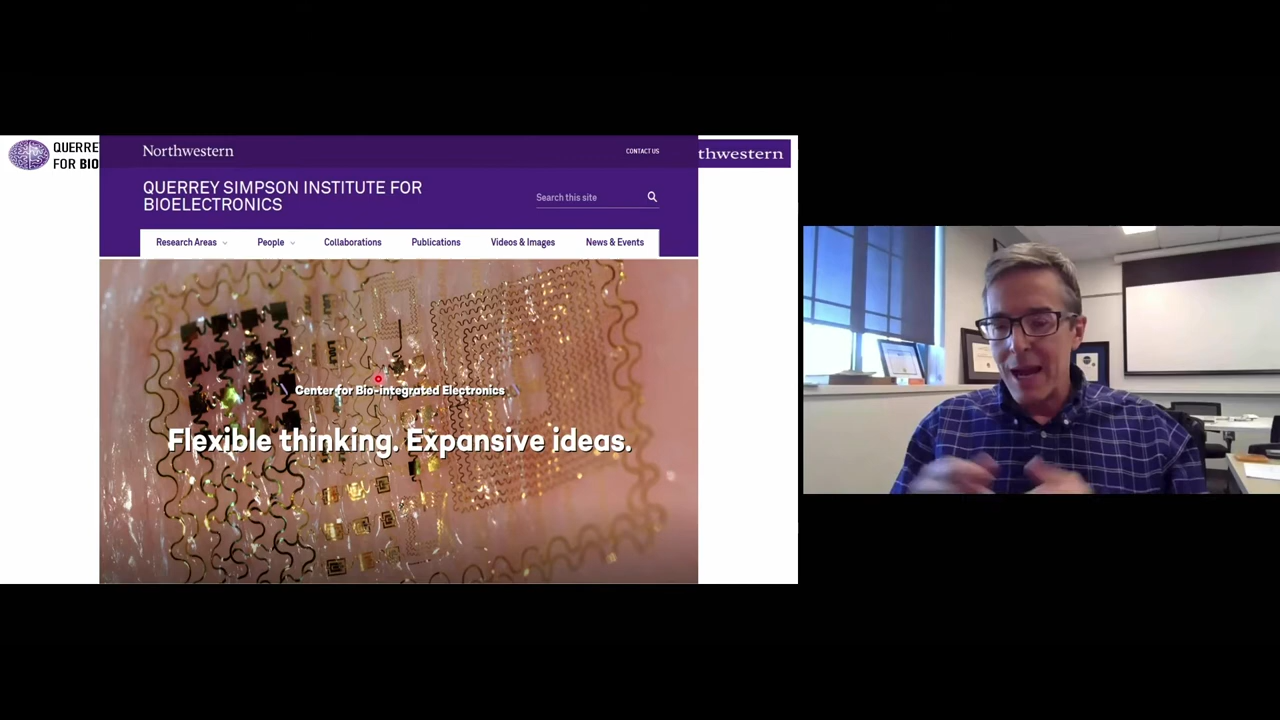 QUERRE
FOR BIO
Northwestern
CONTACT US
thwestern
QUERREY SIMPSON INSTITUTE FOR
BIOELECTRONICS
Search this site
Research Areas
People
Collaborations
Publications
Videos & Images
News & Events
Center for Bio-integrated Electronics
Flexible thinking. Expansive ideas.